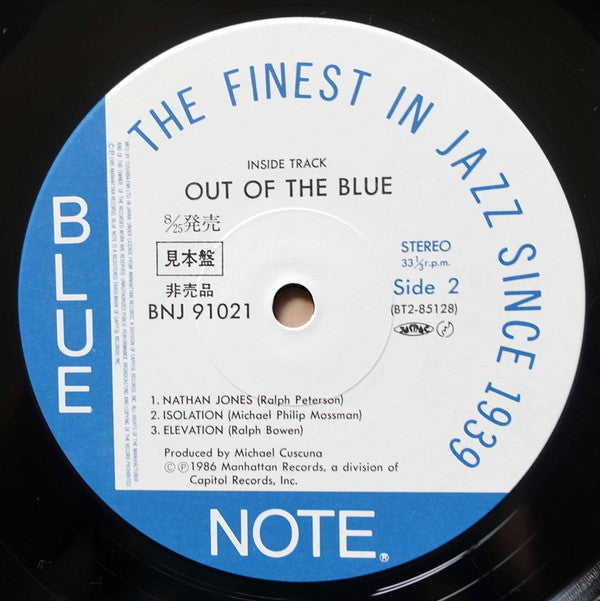 THE FINEST IN JAZZ SINCE 1939
INSIDE TRACK
OUT OF THE BLUE
8/25発売
見本盤
非売品
BNJ 91021
STEREO
33⅓r.p.m.
Side 2
(BT2-85128)
1. NATHAN JONES (Ralph Peterson)
2. ISOLATION (Michael Philip Mossman)
3. ELEVATION (Ralph Bowen)
Produced by Michael Cuscuna
©℗1986 Manhattan Records, a division of
Capitol Records, Inc.
BLUE
NOTE®